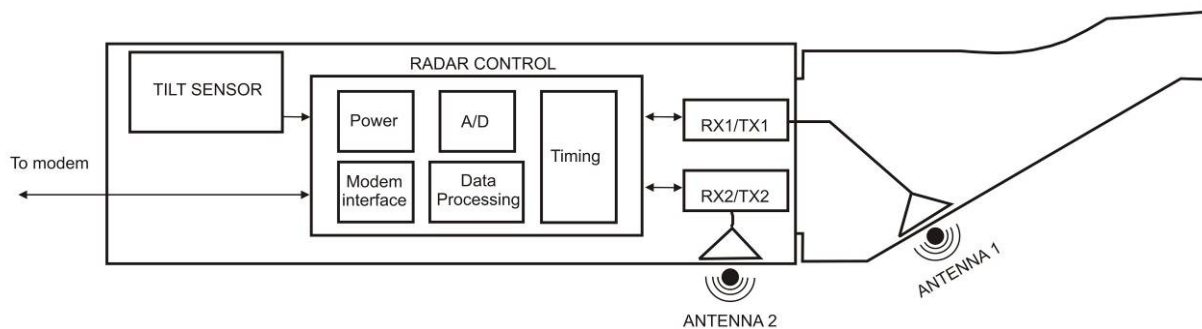 RADAR CONTROL
TILT SENSOR
Power
A/D
Timing
RX1/TX1
To modem
Modem
interface
Data
Processing
RX2/TX2
ANTENNA 1
ANTENNA 2